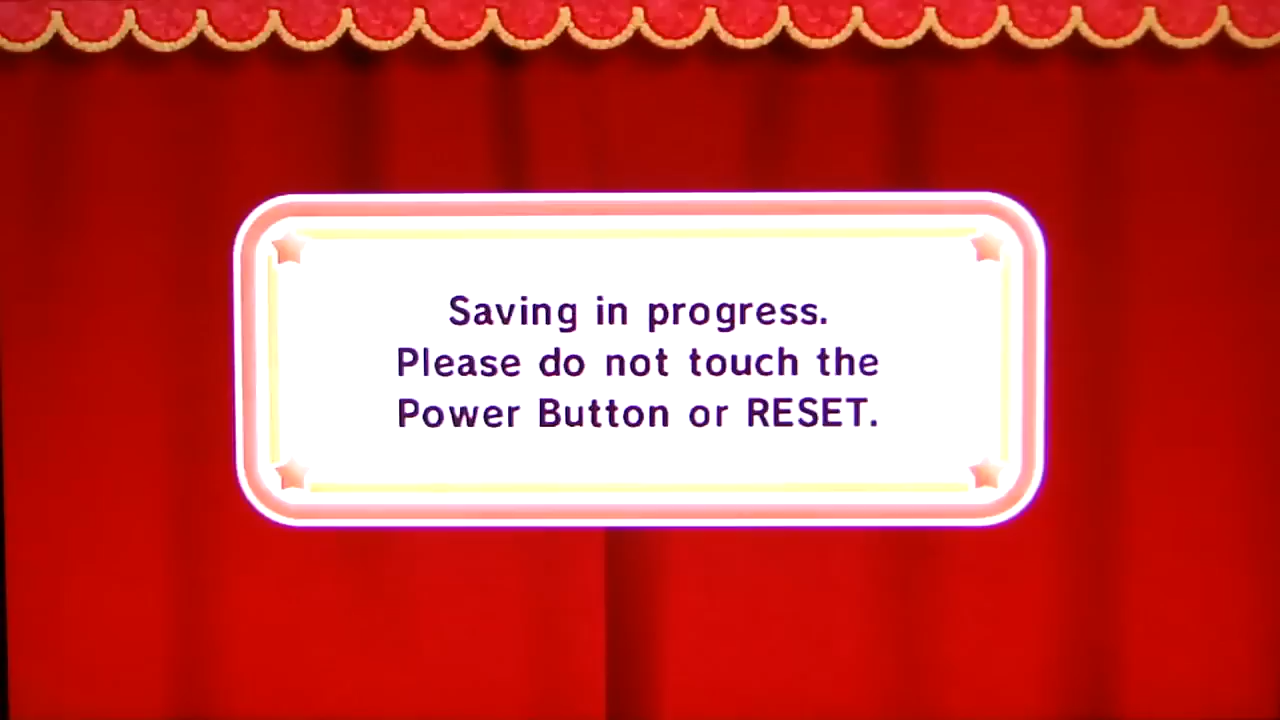 Saving in progress.
Please do not touch the
Power Button or RESET.